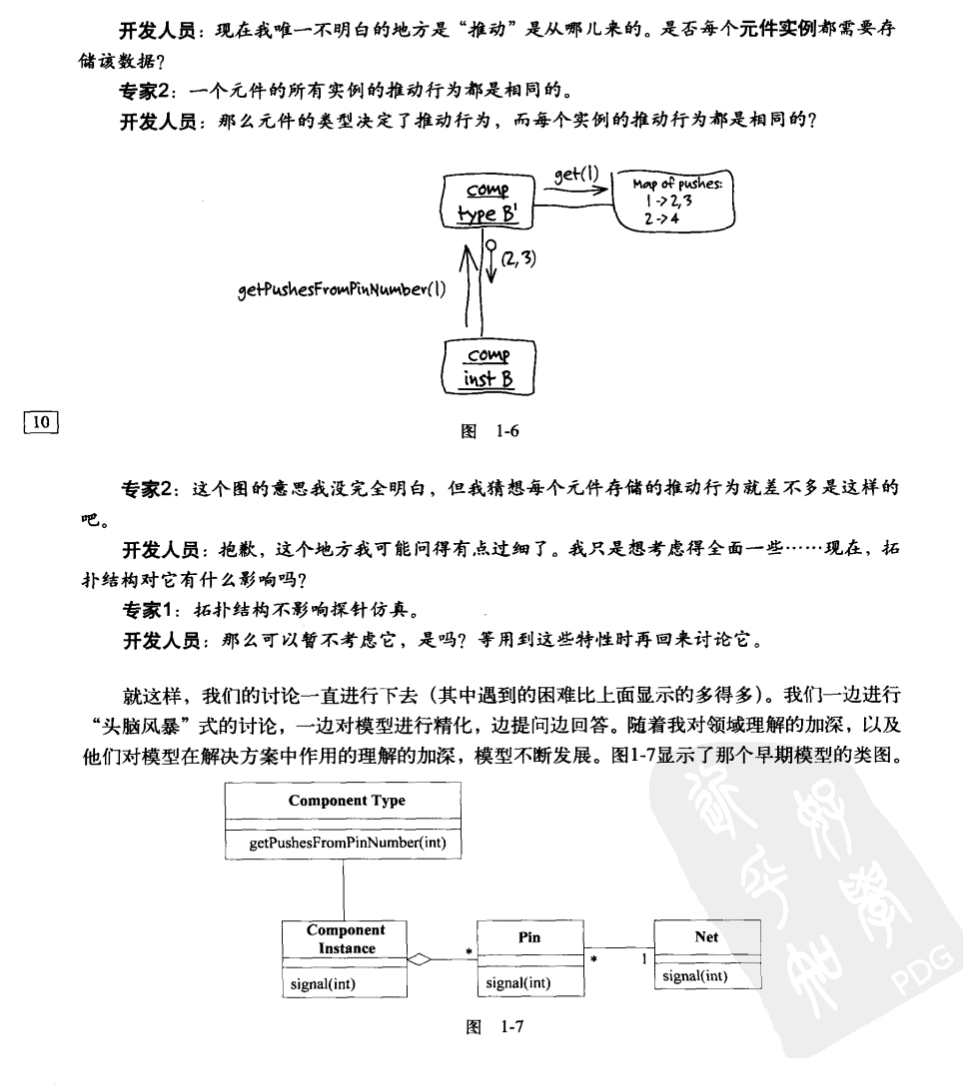 开发人员：现在我唯一不明白的地方是“推动”是从哪儿来的。是否每个元件实例都需要存
储该数据？
专家2：一个元件的所有实例的推动行为都是相同的。
开发人员：那么元件的类型决定了推动行为，而每个实例的推动行为都是相同的？
comp
type B'
get(1)
Map of pushes:
1->2,3
2->4
(2,3)
getPushesFromPinNumber(1)
comp
inst B
10
图 1-6
专家2：这个图的意思我没完全明白，但我猜想每个元件存储的推动行为就差不多是这样的
吧。
开发人员：抱歉，这个地方我可能问得有点过细了。我只是想考虑得全面一些……现在，拓
扑结构对它有什么影响吗？
专家1：拓扑结构不影响探针仿真。
开发人员：那么可以暂不考虑它，是吗？等用到这些特性时再回来讨论它。
就这样，我们的讨论一直进行下去（其中遇到的困难比上面显示的多得多）。我们一边进行
“头脑风暴”式的讨论，一边对模型进行精化，边提问边回答。随着我对领域理解的加深，以及
他们对模型在解决方案中作用的理解的加深，模型不断发展。图1-7显示了那个早期模型的类图。
Component Type
getPushesFromPinNumber(int)
Component
Instance
signal(int)
*
Pin
signal(int)
*
1
Net
signal(int)
图 1-7
PDG